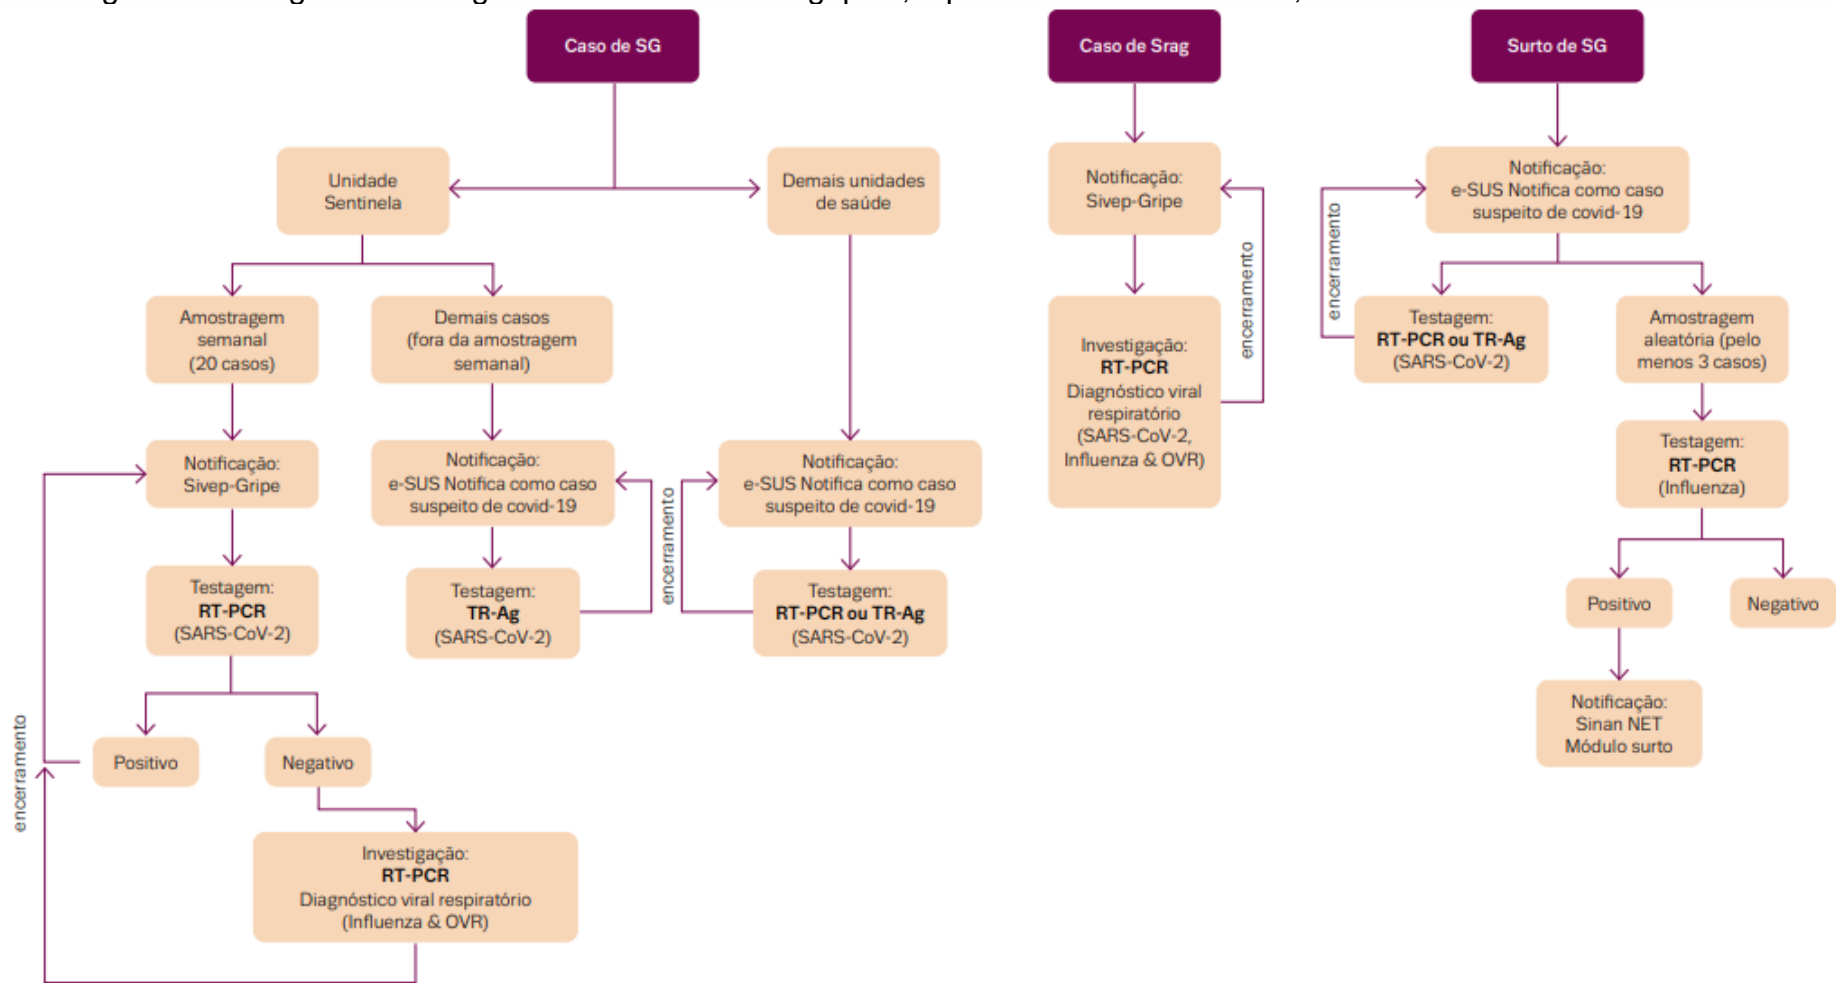 Caso de SG
Unidade
Sentinela
Demais unidades
de saúde
Amostragem
semanal
(20 casos)
Demais casos
(fora da amostragem
semanal)
Notificação:
Sivep-Gripe
Notificação:
e-SUS Notifica como caso
suspeito de covid-19
Notificação:
e-SUS Notifica como caso
suspeito de covid-19
Testagem:
RT-PCR
(SARS-CoV-2)
Testagem:
TR-Ag
(SARS-CoV-2)
encerramento
Testagem:
RT-PCR ou TR-Ag
(SARS-CoV-2)
Positivo
Negativo
encerramento
Investigação:
RT-PCR
Diagnóstico viral respiratório
(Influenza & OVR)
Caso de Srag
Notificação:
Sivep-Gripe
encerramento
Investigação:
RT-PCR
Diagnóstico viral
respiratório
(SARS-CoV-2,
Influenza & OVR)
Surto de SG
Notificação:
e-SUS Notifica como caso
suspeito de covid-19
encerramento
Testagem:
RT-PCR ou TR-Ag
(SARS-CoV-2)
Amostragem
aleatória (pelo
menos 3 casos)
Testagem:
RT-PCR
(Influenza)
Positivo
Negativo
Notificação:
Sinan NET
Módulo surto